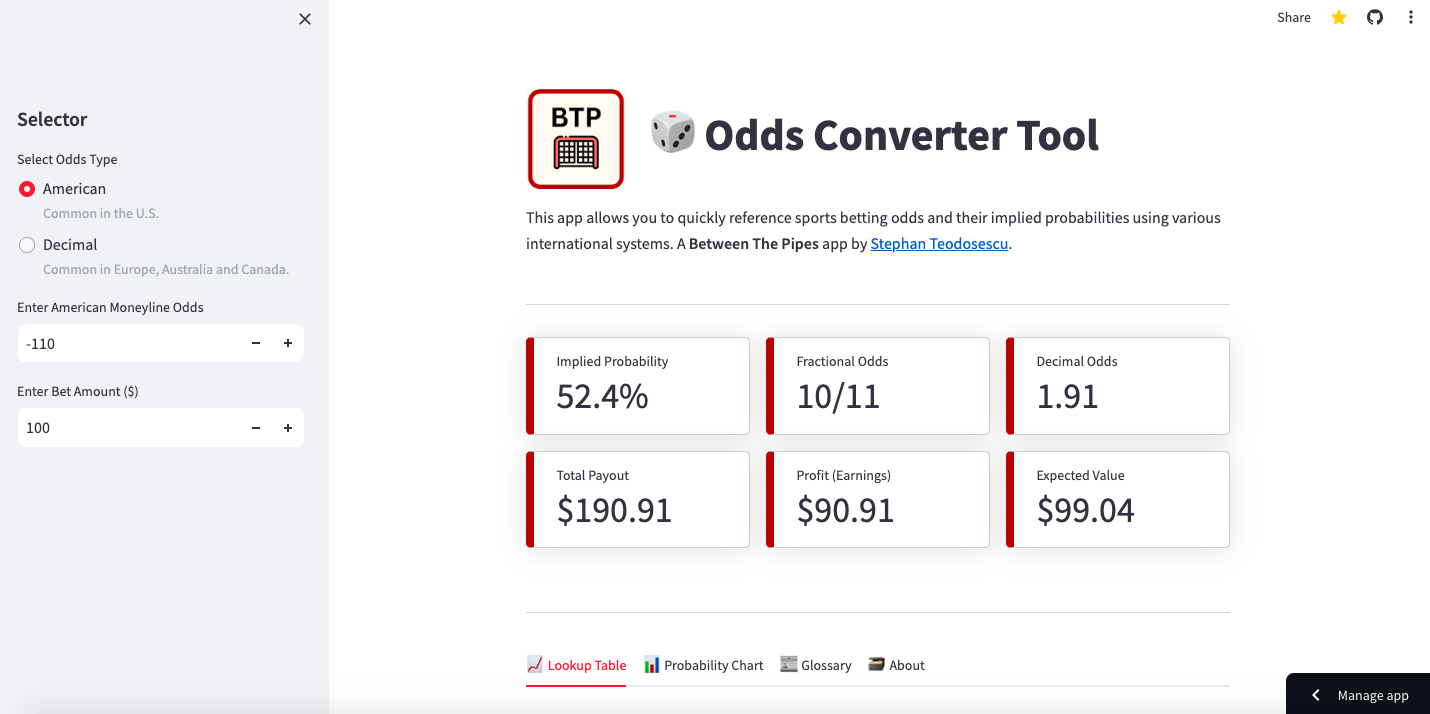 Share
Selector
Select Odds Type
American
Common in the U.S.
Decimal
Common in Europe, Australia and Canada.
Enter American Moneyline Odds
-110
Enter Bet Amount ($)
100
BTP
Odds Converter Tool
This app allows you to quickly reference sports betting odds and their implied probabilities using various
international systems. A Between The Pipes app by Stephan Teodosescu.
Implied Probability
52.4%
Fractional Odds
10/11
Decimal Odds
1.91
Total Payout
$190.91
Profit (Earnings)
$90.91
Expected Value
$99.04
Lookup Table
Probability Chart
Glossary
About
Manage app